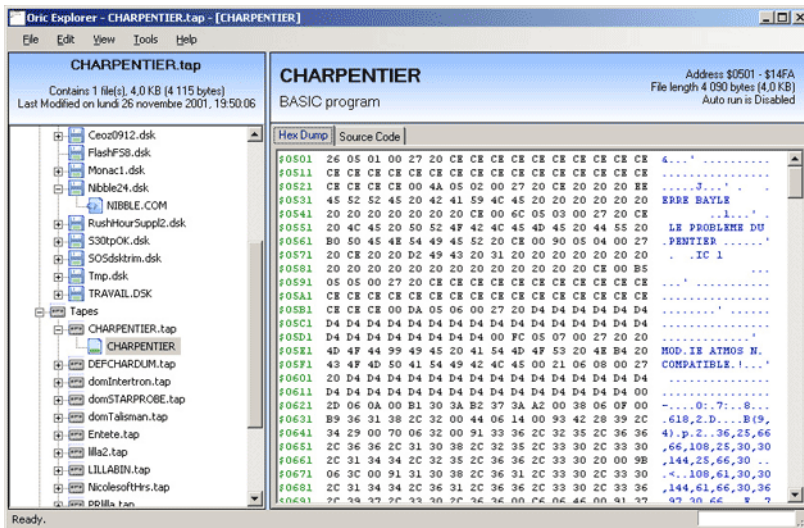 Oric Explorer - CHARPENTIER.tap - [CHARPENTIER]
File Edit View Tools Help
CHARPENTIER.tap
Contains 1 file(s), 4,0 KB (4 115 bytes)
Last Modified on lundi 26 novembre 2001, 19:50:06
CHARPENTIER
BASIC program
Address $0501 - $14FA
File length 4 090 bytes (4,0 KB)
Auto run is Disabled
Ceoz0912.dsk
FlashFS8.dsk
Monac1.dsk
Nibble24.dsk
NIBBLE.COM
RushHourSuppl2.dsk
S30tpOK.dsk
SOSdsktrim.dsk
Tmp.dsk
TRAVAIL.DSK
Tapes
CHARPENTIER.tap
CHARPENTIER
DEFCHARDUM.tap
domIntertron.tap
domSTARPROBE.tap
domTalisman.tap
Entete.tap
lilla2.tap
LILLABIN.tap
NicolesoftHrs.tap
PRlilla.tap
Hex Dump Source Code
$0501 26 05 01 00 27 20 CE CE CE CE CE CE CE CE CE CE &...' ..........
$0511 CE CE CE CE CE CE CE CE CE CE CE CE CE CE CE CE ................
$0521 CE CE CE CE 00 4A 05 02 00 27 20 CE 20 20 20 EE .....J...' .   .
$0531 45 52 52 45 20 42 41 59 4C 45 20 20 20 20 20 20 ERRE BAYLE
$0541 20 20 20 20 20 20 20 CE 00 6C 05 03 00 27 20 CE ..l...' .
$0551 20 4C 45 20 50 52 4F 42 4C 45 4D 45 20 44 55 20 LE PROBLEME DU
$0561 B0 50 45 4E 54 49 45 52 20 CE 00 90 05 04 00 27 .PENTIER ......'
$0571 20 CE 20 20 D2 49 43 20 31 20 20 20 20 20 20 20 .  .IC 1
$0581 20 20 20 20 20 20 20 20 20 20 20 20 20 CE 00 B5 ...
$0591 05 05 00 27 20 CE CE CE CE CE CE CE CE CE CE CE ...' ...........
$05A1 CE CE CE CE CE CE CE CE CE CE CE CE CE CE CE CE ................
$05B1 CE CE CE 00 DA 05 06 00 27 20 D4 D4 D4 D4 D4 D4 ........' ......
$05C1 D4 D4 D4 D4 D4 D4 D4 D4 D4 D4 D4 D4 D4 D4 D4 D4 ................
$05D1 D4 D4 D4 D4 D4 D4 D4 D4 00 FC 05 07 00 27 20 20 .............'
$05E1 4D 4F 44 99 49 45 20 41 54 4D 4F 53 20 4E B4 20 MOD.IE ATMOS N.
$05F1 43 4F 4D 50 41 54 49 42 4C 45 00 21 06 08 00 27 COMPATIBLE.!...'
$0601 20 D4 D4 D4 D4 D4 D4 D4 D4 D4 D4 D4 D4 D4 D4 D4 ...............
$0611 D4 D4 D4 D4 D4 D4 D4 D4 D4 D4 D4 D4 D4 D4 D4 00 ................
$0621 2D 06 0A 00 B1 30 3A B2 37 3A A2 00 38 06 0F 00 -....0:.7:..8...
$0631 B9 36 31 38 2C 32 00 44 06 14 00 93 42 28 39 2C .618,2.D....B(9,
$0641 34 29 00 70 06 32 00 91 33 36 2C 32 35 2C 36 36 4).p.2..36,25,66
$0651 2C 36 36 2C 31 30 38 2C 32 35 2C 33 30 2C 33 30 ,66,108,25,30,30
$0661 2C 31 34 34 2C 32 35 2C 36 36 2C 33 30 20 00 9B ,144,25,66,30 ..
$0671 06 3C 00 91 31 30 38 2C 36 31 2C 33 30 2C 33 30 .<..108,61,30,30
$0681 2C 31 34 34 2C 36 31 2C 36 36 2C 33 30 2C 33 36 ,144,61,66,30,36
$0691 2C 39 37 2C 33 30 2C 36 36 00 C6 06 46 00 91 37 ,97,30,66...F..7
Ready.